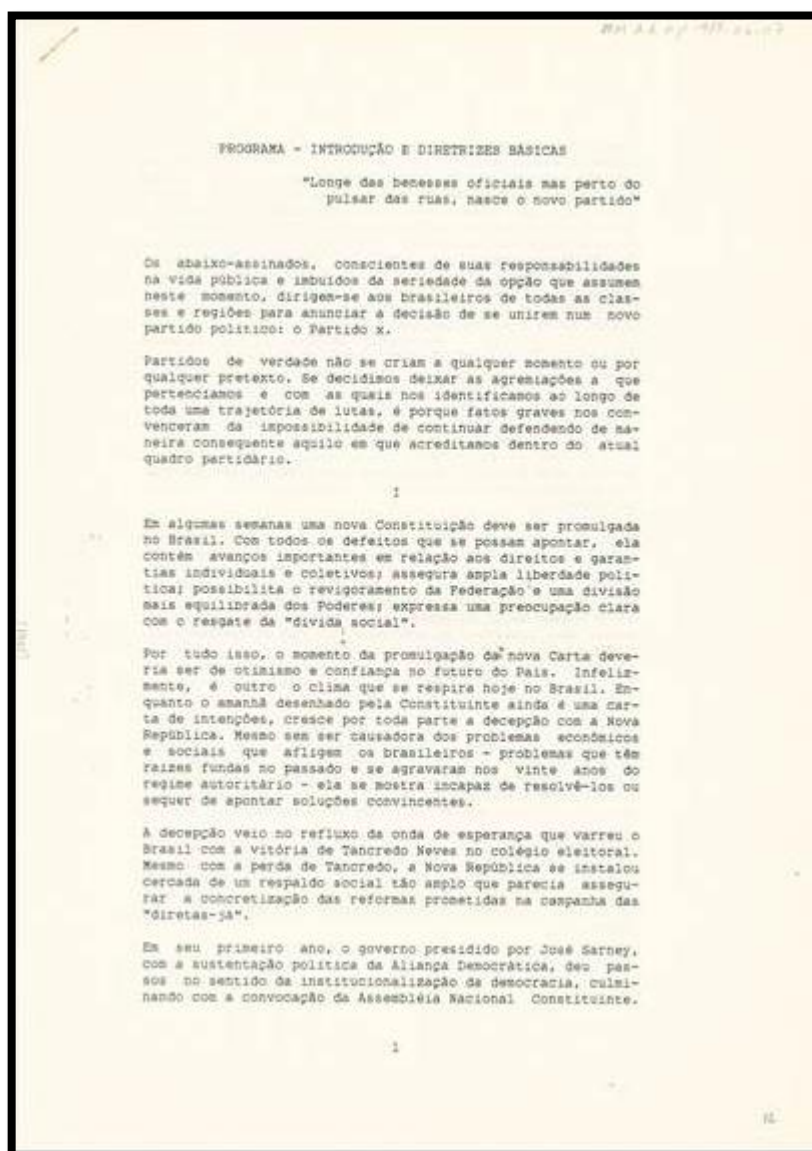 PROGRAMA - INTRODUÇÃO E DIRETRIZES BÁSICAS
"Longe das benesses oficiais mas perto do
pulsar das ruas, nasce o novo partido"
Os abaixo-assinados, conscientes de suas responsabilidades
na vida pública e imbuídos da seriedade da opção que assumem
neste momento, dirigem-se aos brasileiros de todas as clas-
ses e regiões para anunciar a decisão de se unirem num novo
partido político: o Partido x.
Partidos de verdade não se criam a qualquer momento ou por
qualquer pretexto. Se decidimos deixar as agremiações a que
pertencíamos e com as quais nos identificamos ao longo de
toda uma trajetória de lutas, é porque fatos graves nos con-
venceram da impossibilidade de continuar defendendo de ma-
neira consequente aquilo em que acreditamos dentro do atual
quadro partidário.
I
Em algumas semanas uma nova Constituição deve ser promulgada
no Brasil. Com todos os defeitos que se possam apontar, ela
contém avanços importantes em relação aos direitos e garan-
tias individuais e coletivos; assegura ampla liberdade polí-
tica; possibilita o revigoramento da Federação e uma divisão
mais equilibrada dos Poderes; expressa uma preocupação clara
com o resgate da "dívida social".
Por tudo isso, o momento da promulgação da nova Carta deve-
ria ser de otimismo e confiança no futuro do País. Infeliz-
mente, é outro o clima que se respira hoje no Brasil. En-
quanto o amanhã desenhado pela Constituinte ainda é uma car-
ta de intenções, cresce por toda parte a decepção com a Nova
República. Mesmo sem ser causadora dos problemas econômicos
e sociais que afligem os brasileiros - problemas que têm
raízes fundas no passado e se agravaram nos vinte anos do
regime autoritário - ela se mostra incapaz de resolvê-los ou
sequer de apontar soluções convincentes.
A decepção veio no refluxo da onda de esperança que varreu o
Brasil com a vitória de Tancredo Neves no colégio eleitoral.
Mesmo com a perda de Tancredo, a Nova República se instalou
cercada de um respaldo social tão amplo que parecia assegu-
rar a concretização das reformas prometidas na campanha das
"diretas-já".
Em seu primeiro ano, o governo presidido por José Sarney,
com a sustentação política da Aliança Democrática, deu pas-
sos no sentido da institucionalização da democracia, culmi-
nando com a convocação da Assembléia Nacional Constituinte.
1